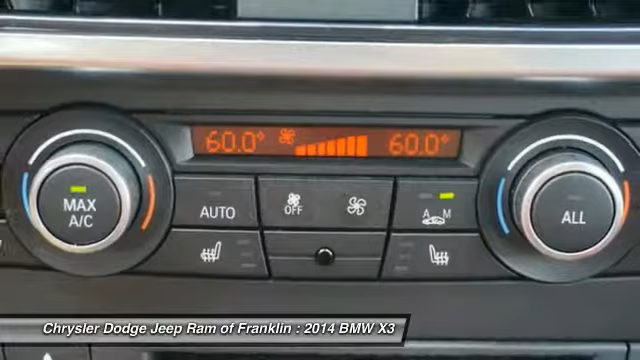 60.0° 60.0°
MAX
A/C
AUTO
OFF
A M
ALL
Chrysler Dodge Jeep Ram of Franklin : 2014 BMW X3